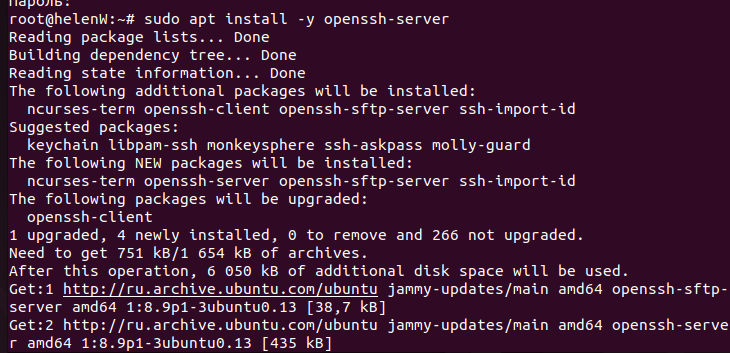 Пароль:
root@helenW:~# sudo apt install -y openssh-server
Reading package lists... Done
Building dependency tree... Done
Reading state information... Done
The following additional packages will be installed:
  ncurses-term openssh-client openssh-sftp-server ssh-import-id
Suggested packages:
  keychain libpam-ssh monkeysphere ssh-askpass molly-guard
The following NEW packages will be installed:
  ncurses-term openssh-server openssh-sftp-server ssh-import-id
The following packages will be upgraded:
  openssh-client
1 upgraded, 4 newly installed, 0 to remove and 266 not upgraded.
Need to get 751 kB/1 654 kB of archives.
After this operation, 6 050 kB of additional disk space will be used.
Get:1 http://ru.archive.ubuntu.com/ubuntu jammy-updates/main amd64 openssh-sftp-
server amd64 1:8.9p1-3ubuntu0.13 [38,7 kB]
Get:2 http://ru.archive.ubuntu.com/ubuntu jammy-updates/main amd64 openssh-serve
r amd64 1:8.9p1-3ubuntu0.13 [435 kB]